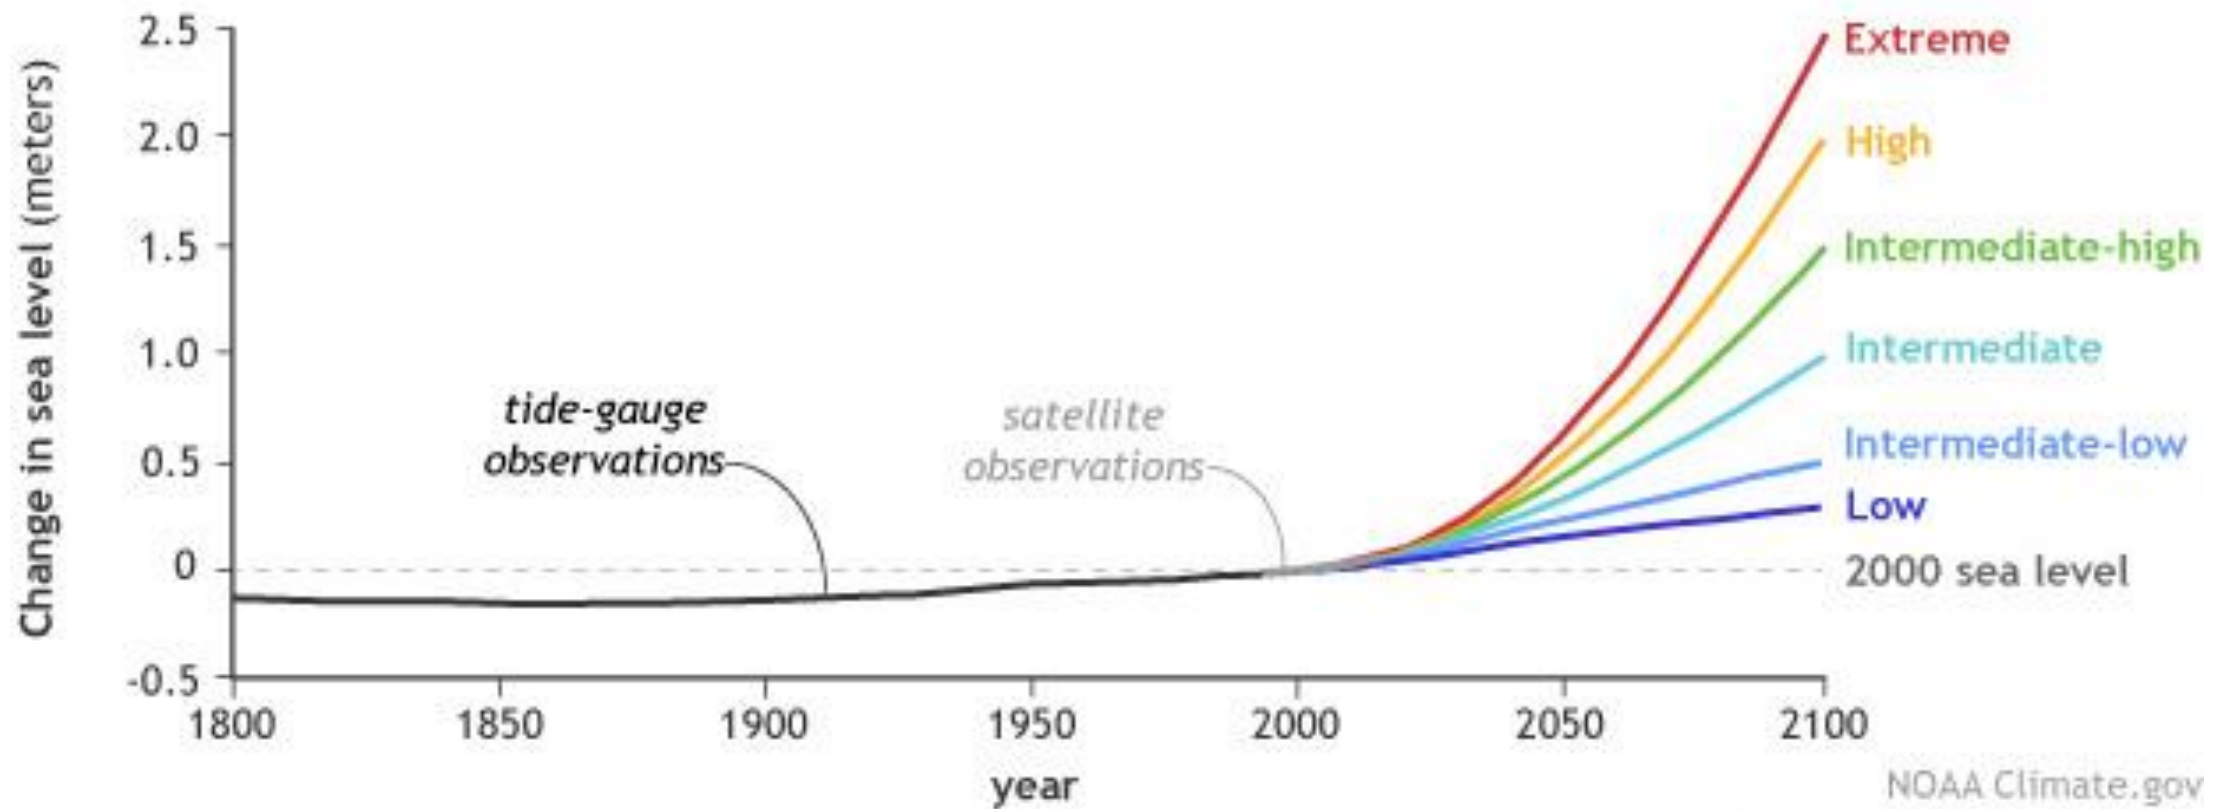 Change in sea level (meters)
2.5
2.0
1.5
1.0
0.5
0
-0.5
tide-gauge
observations
satellite
observations
Extreme
High
Intermediate-high
Intermediate
Intermediate-low
Low
2000 sea level
1800
1850
1900
1950
2000
2050
2100
year
NOAA Climate.gov